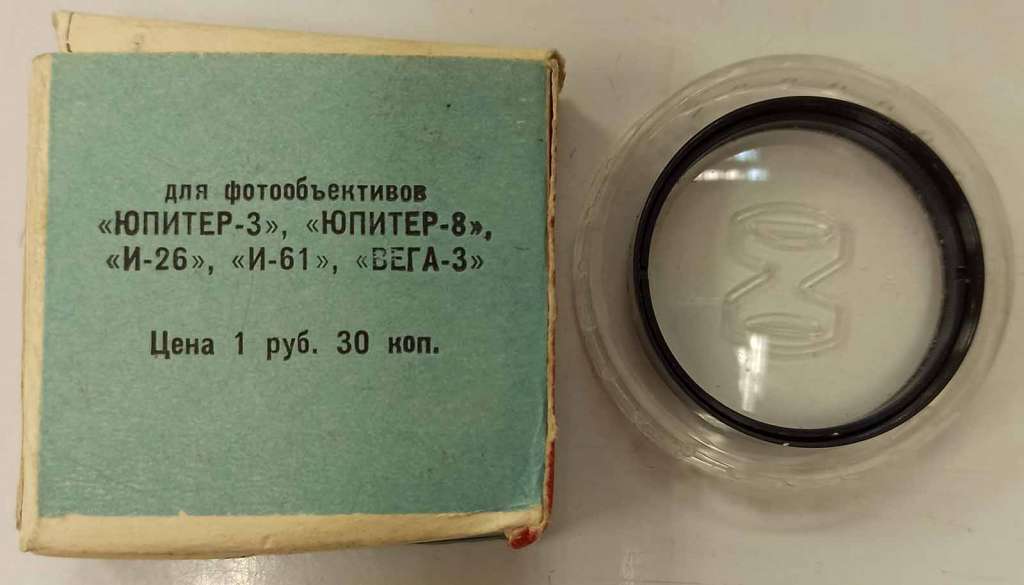 для фотообъективов
«ЮПИТЕР-3», «ЮПИТЕР-8»,
«И-26», «И-61», «ВЕГА-3»
Цена 1 руб. 30 коп.